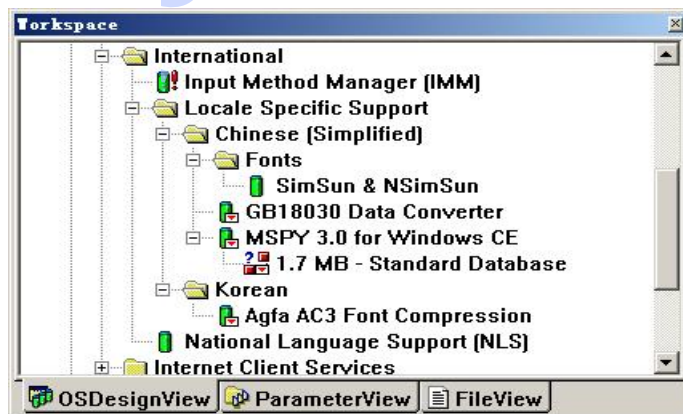 Torkspace
International
Input Method Manager (IMM)
Locale Specific Support
Chinese (Simplified)
Fonts
SimSun & NSimSun
GB18030 Data Converter
MSPY 3.0 for Windows CE
1.7 MB - Standard Database
Korean
Agfa AC3 Font Compression
National Language Support (NLS)
Internet Client Services
OSDesignView ParameterView FileView